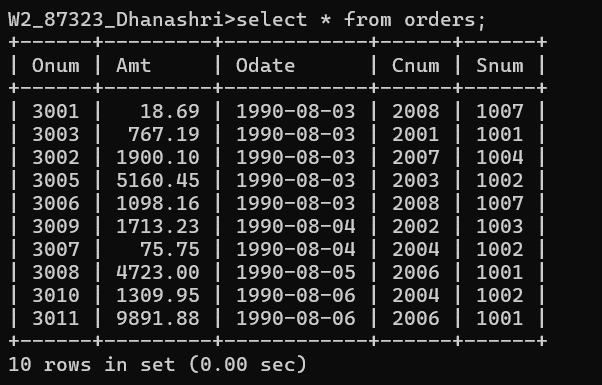 W2_87323_Dhanashri>select * from orders;
+------+---------+------------+------+------+
| Onum | Amt     | Odate      | Cnum | Snum |
+------+---------+------------+------+------+
| 3001 |   18.69 | 1990-08-03 | 2008 | 1007 |
| 3003 |  767.19 | 1990-08-03 | 2001 | 1001 |
| 3002 | 1900.10 | 1990-08-03 | 2007 | 1004 |
| 3005 | 5160.45 | 1990-08-03 | 2003 | 1002 |
| 3006 | 1098.16 | 1990-08-03 | 2008 | 1007 |
| 3009 | 1713.23 | 1990-08-04 | 2002 | 1003 |
| 3007 |   75.75 | 1990-08-04 | 2004 | 1002 |
| 3008 | 4723.00 | 1990-08-05 | 2006 | 1001 |
| 3010 | 1309.95 | 1990-08-06 | 2004 | 1002 |
| 3011 | 9891.88 | 1990-08-06 | 2006 | 1001 |
+------+---------+------------+------+------+
10 rows in set (0.00 sec)